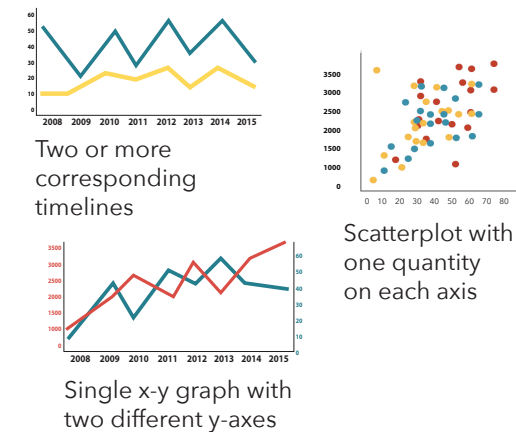 60
50
40
30
20
10
0
2008 2009 2010 2011 2012 2013 2014 2015
Two or more
corresponding
timelines
3500
3000
2500
2000
1500
1000
0
0 10 20 30 40 50 60 70 80
Scatterplot with
one quantity
on each axis
3500
3000
2500
2000
1500
1000
0
60
50
40
30
20
10
0
2008 2009 2010 2011 2012 2013 2014 2015
Single x-y graph with
two different y-axes